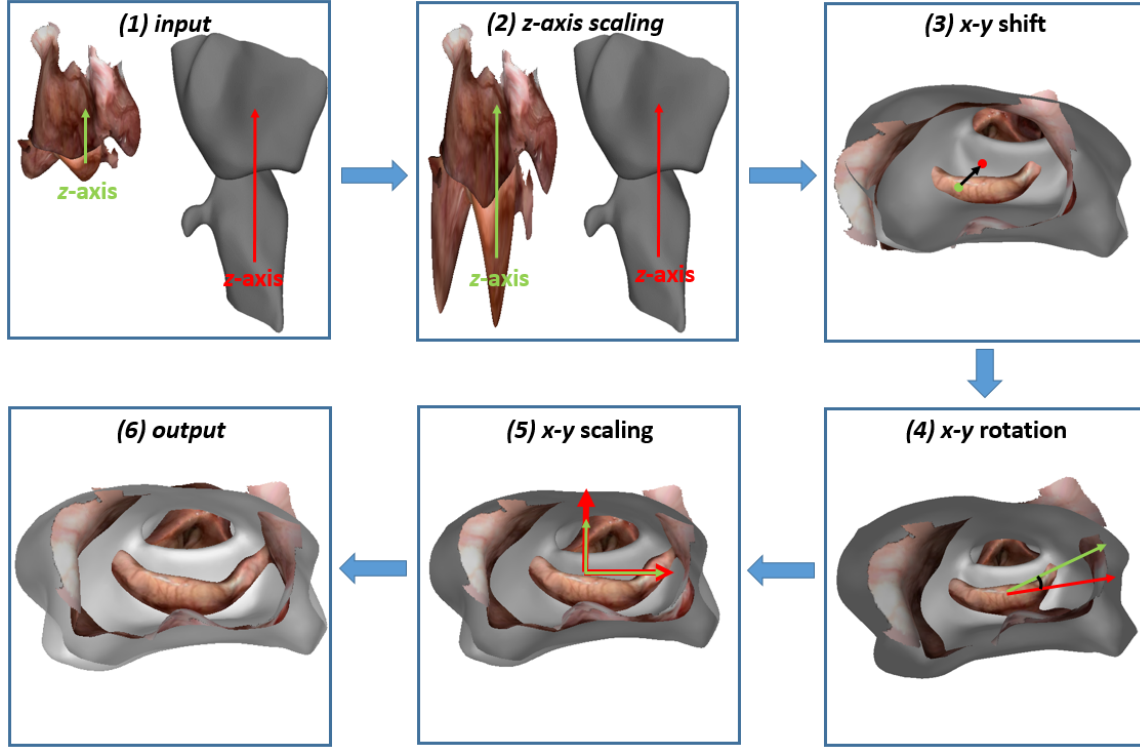 (1) input
z-axis
z-axis
(2) z-axis scaling
z-axis
z-axis
(3) x-y shift
(4) x-y rotation
(5) x-y scaling
(6) output